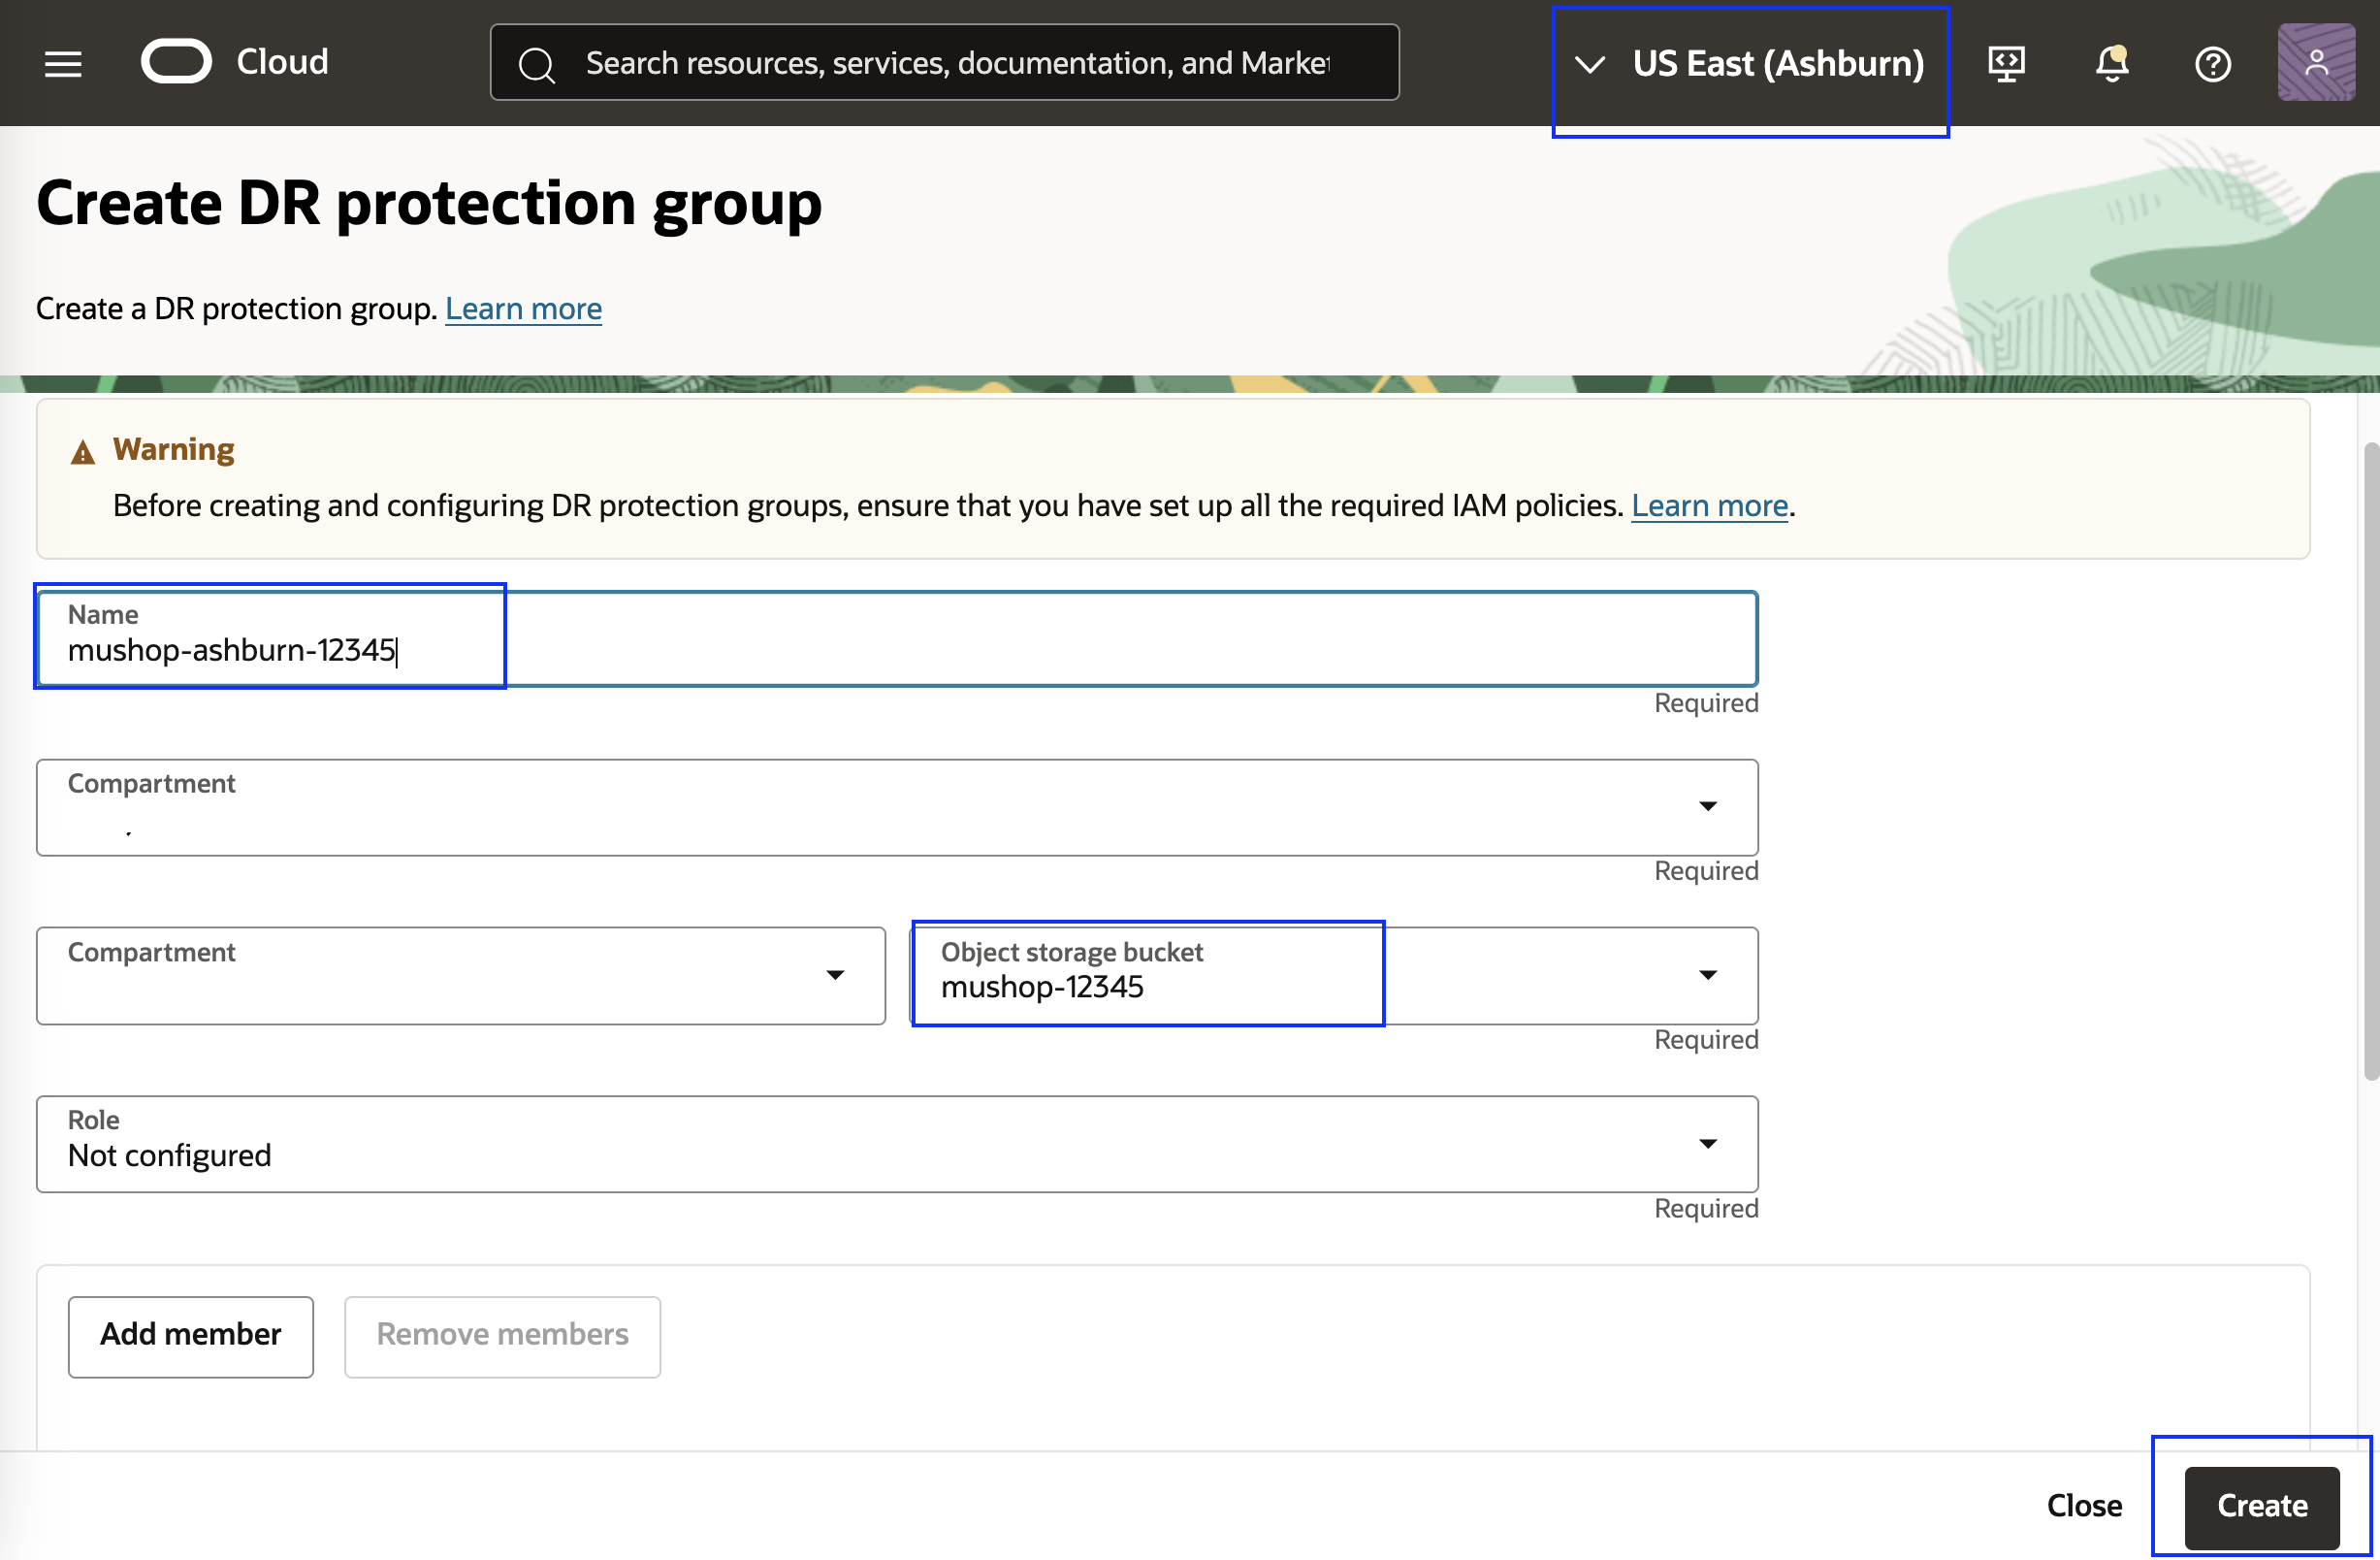 Cloud
Search resources, services, documentation, and Market
US East (Ashburn)
Create DR protection group
Create a DR protection group. Learn more
Warning
Before creating and configuring DR protection groups, ensure that you have set up all the required IAM policies. Learn more.
Name
mushop-ashburn-12345
Required
Compartment
Required
Compartment
Object storage bucket
mushop-12345
Required
Role
Not configured
Required
Add member
Remove members
Close
Create